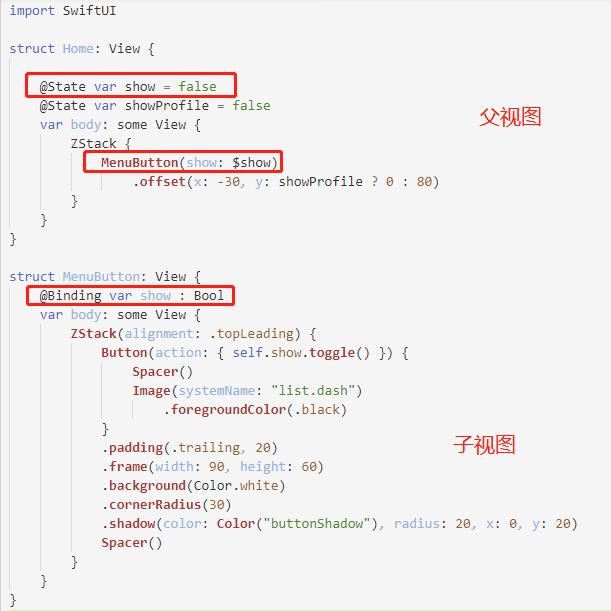 import SwiftUI
struct Home: View {
@State var show = false
@State var showProfile = false
var body: some View {
父视图
ZStack {
MenuButton(show: $show)
.offset(x: -30, y: showProfile ? 0 : 80)
}
}
}
struct MenuButton: View {
@Binding var show : Bool
var body: some View {
ZStack(alignment: .topLeading) {
Button(action: { self.show.toggle() }) {
Spacer()
Image(systemName: "list.dash")
.foregroundColor(.black)
}
子视图
.padding(.trailing, 20)
.frame(width: 90, height: 60)
.background(Color.white)
.cornerRadius(30)
.shadow(color: Color("buttonShadow"), radius: 20, x: 0, y: 20)
Spacer()
}
}
}